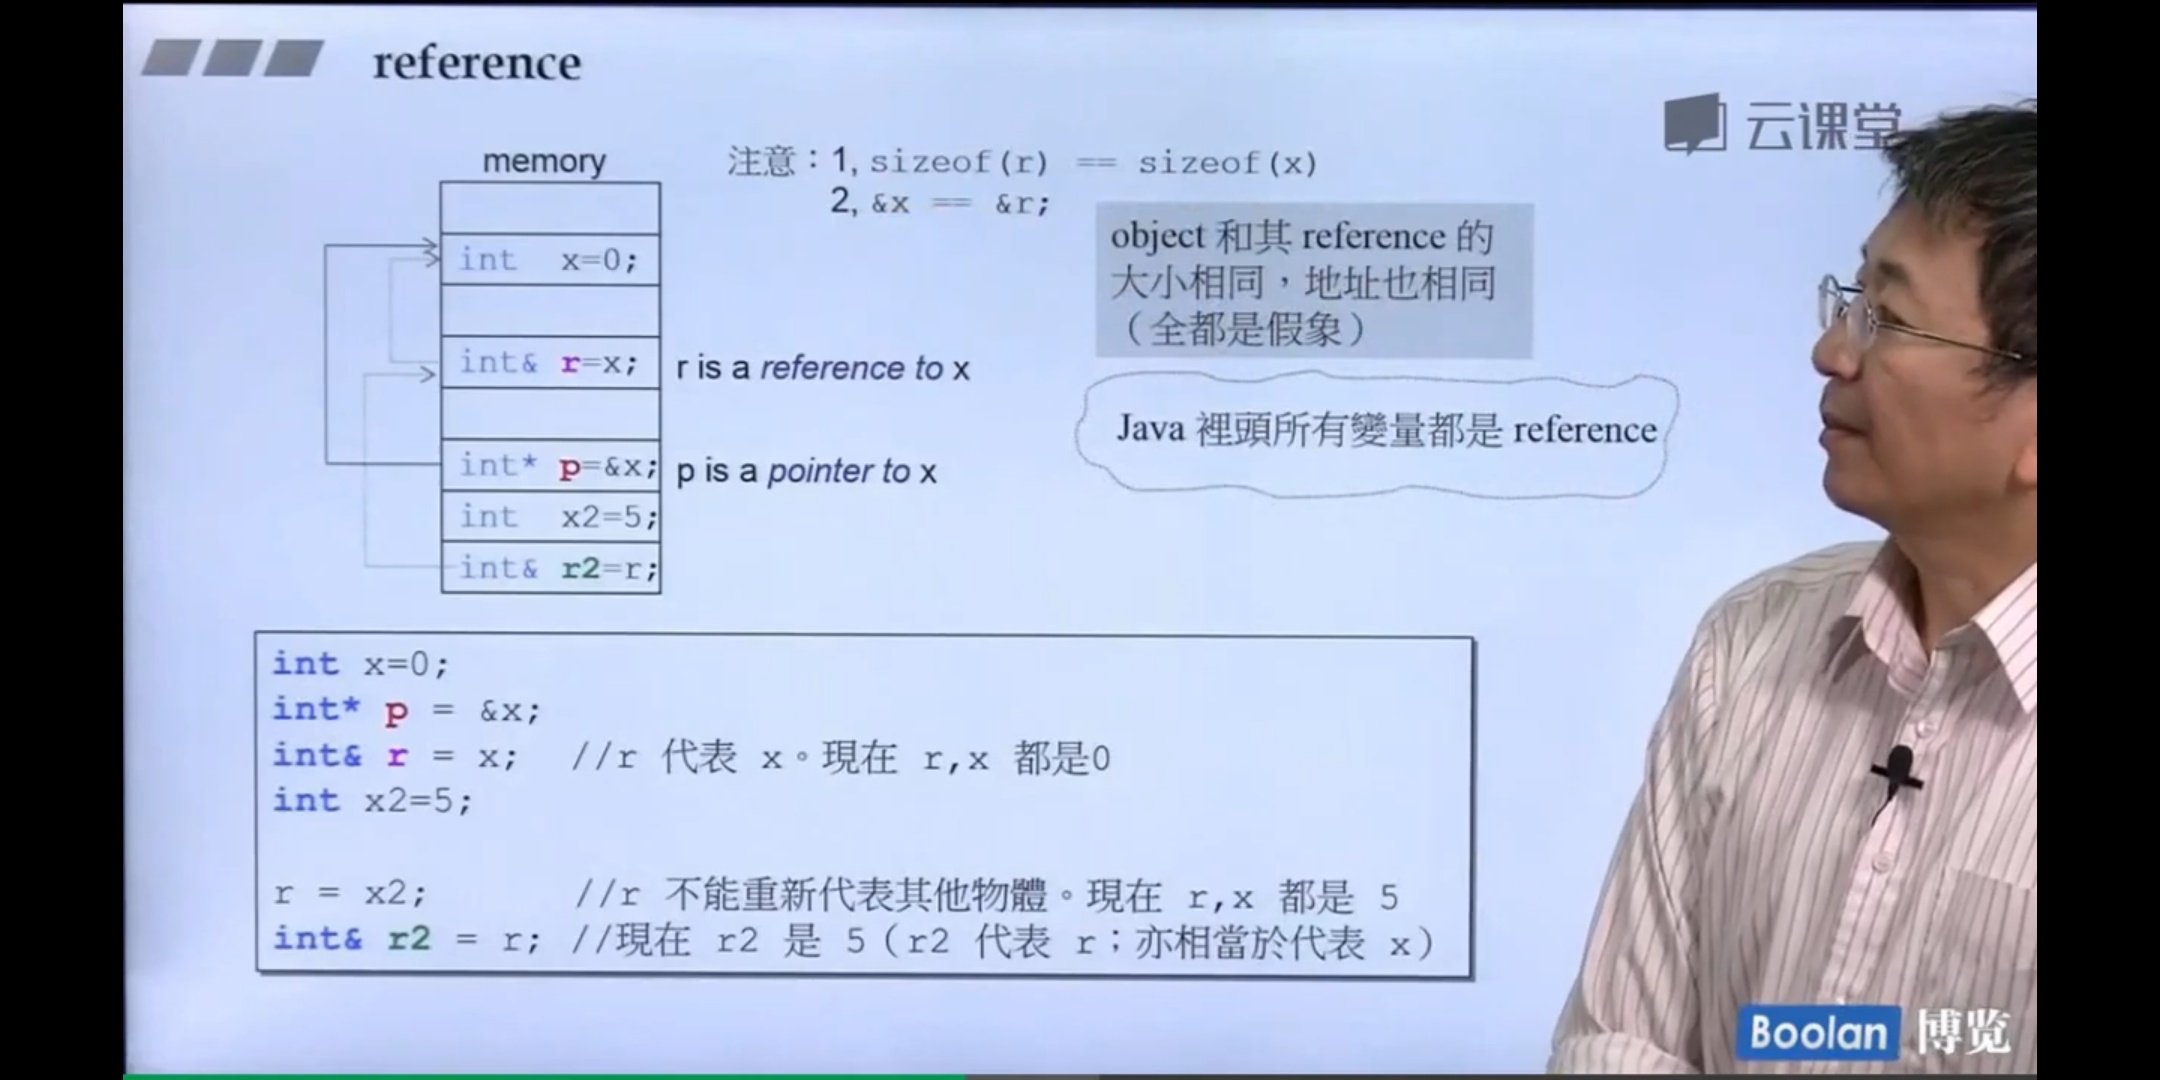 reference
云课堂
memory
注意：1, sizeof(r) == sizeof(x)
2, &x == &r;
object 和其 reference 的
大小相同，地址也相同
（全都是假象）
int x=0;
int& r=x;
r is a reference to x
Java 裡頭所有變量都是 reference
int* p=&x;
p is a pointer to x
int x2=5;
int& r2=r;
int x=0;
int* p = &x;
int& r = x; //r 代表 x。現在 r,x 都是0
int x2=5;
r = x2; //r 不能重新代表其他物體。現在 r,x 都是 5
int& r2 = r; //現在 r2 是 5（r2 代表 r；亦相當於代表 x）
Boolan 博览